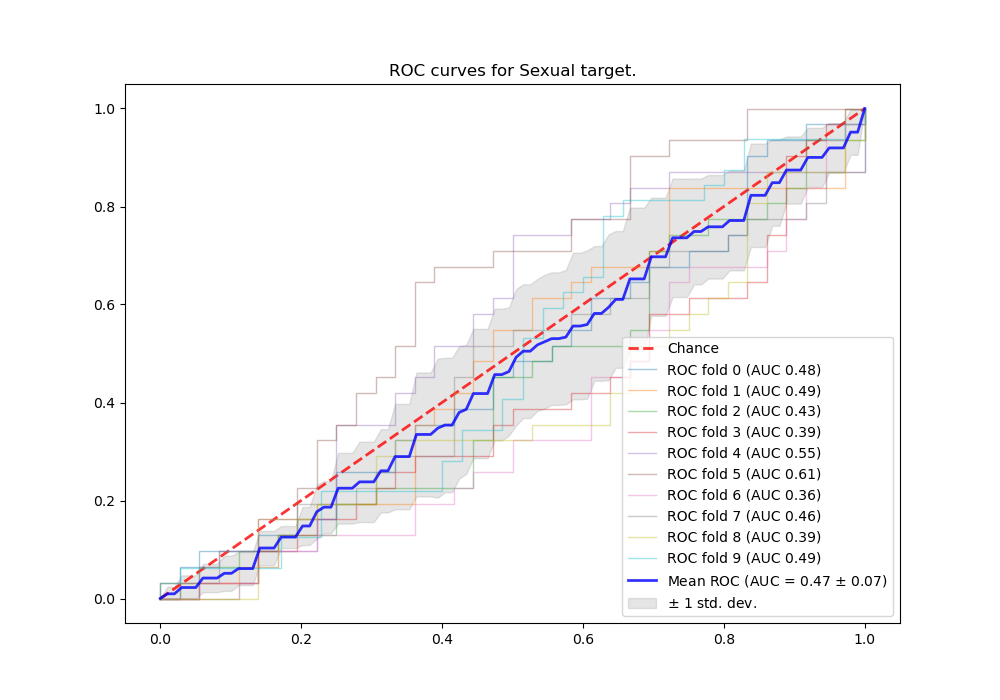 ROC curves for Sexual target.
1.0
0.8
0.6
0.4
0.2
0.0
0.0 0.2 0.4 0.6 0.8 1.0
Chance
ROC fold 0 (AUC 0.48)
ROC fold 1 (AUC 0.49)
ROC fold 2 (AUC 0.43)
ROC fold 3 (AUC 0.39)
ROC fold 4 (AUC 0.55)
ROC fold 5 (AUC 0.61)
ROC fold 6 (AUC 0.36)
ROC fold 7 (AUC 0.46)
ROC fold 8 (AUC 0.39)
ROC fold 9 (AUC 0.49)
Mean ROC (AUC = 0.47 ± 0.07)
± 1 std. dev.